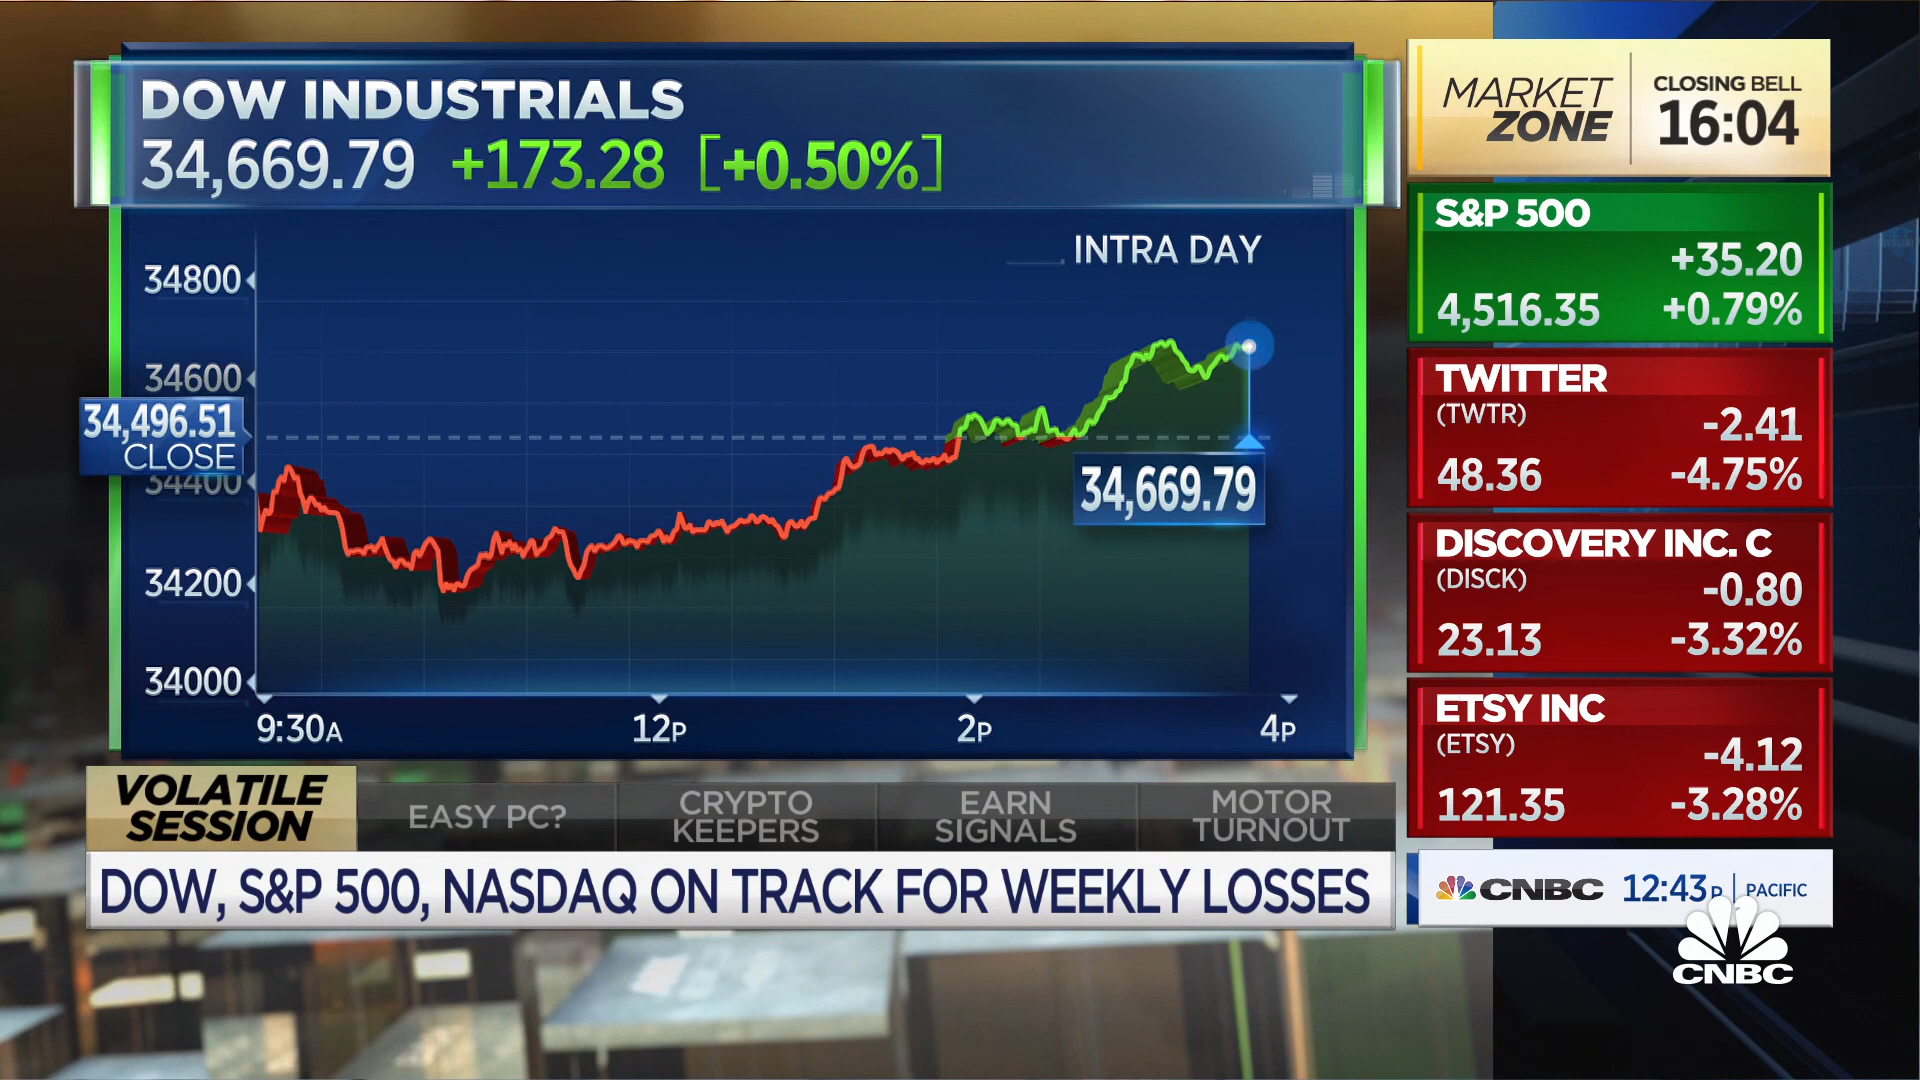 DOW INDUSTRIALS
34,669.79 +173.28 [+0.50%]
INTRA DAY
34800
34600
34,496.51
CLOSE
34400
34200
34000
34,669.79
9:30A 12P 2P 4P
VOLATILE
SESSION
EASY PC?
CRYPTO
KEEPERS
EARN
SIGNALS
MOTOR
TURNOUT
DOW, S&P 500, NASDAQ ON TRACK FOR WEEKLY LOSSES
MARKET
ZONE
CLOSING BELL
16:04
S&P 500
+35.20
4,516.35 +0.79%
TWITTER
(TWTR)
-2.41
48.36 -4.75%
DISCOVERY INC. C
(DISCK)
-0.80
23.13 -3.32%
ETSY INC
(ETSY)
-4.12
121.35 -3.28%
CNBC 12:43P PACIFIC
CNBC